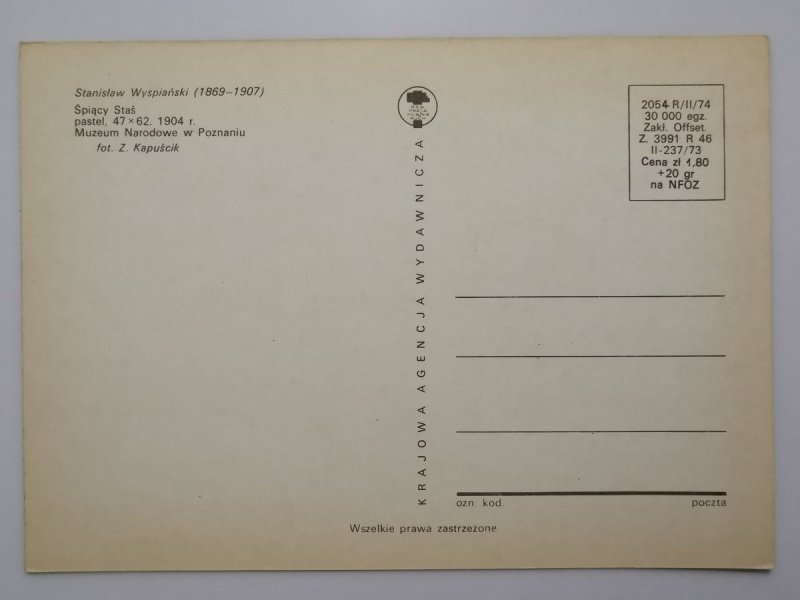 Stanisław Wyspiański (1869–1907)
Śpiący Staś
pastel, 47×62, 1904 r.
Muzeum Narodowe w Poznaniu
fot. Z. Kapuścik
KRAJOWA AGENCJA WYDAWNICZA
2054 R/II/74
30 000 egz.
Zakł. Offset.
Z. 3991 R 46
II-237/73
Cena zł 1,80
+20 gr
na NFOZ
ozn. kod.
poczta
Wszelkie prawa zastrzeżone